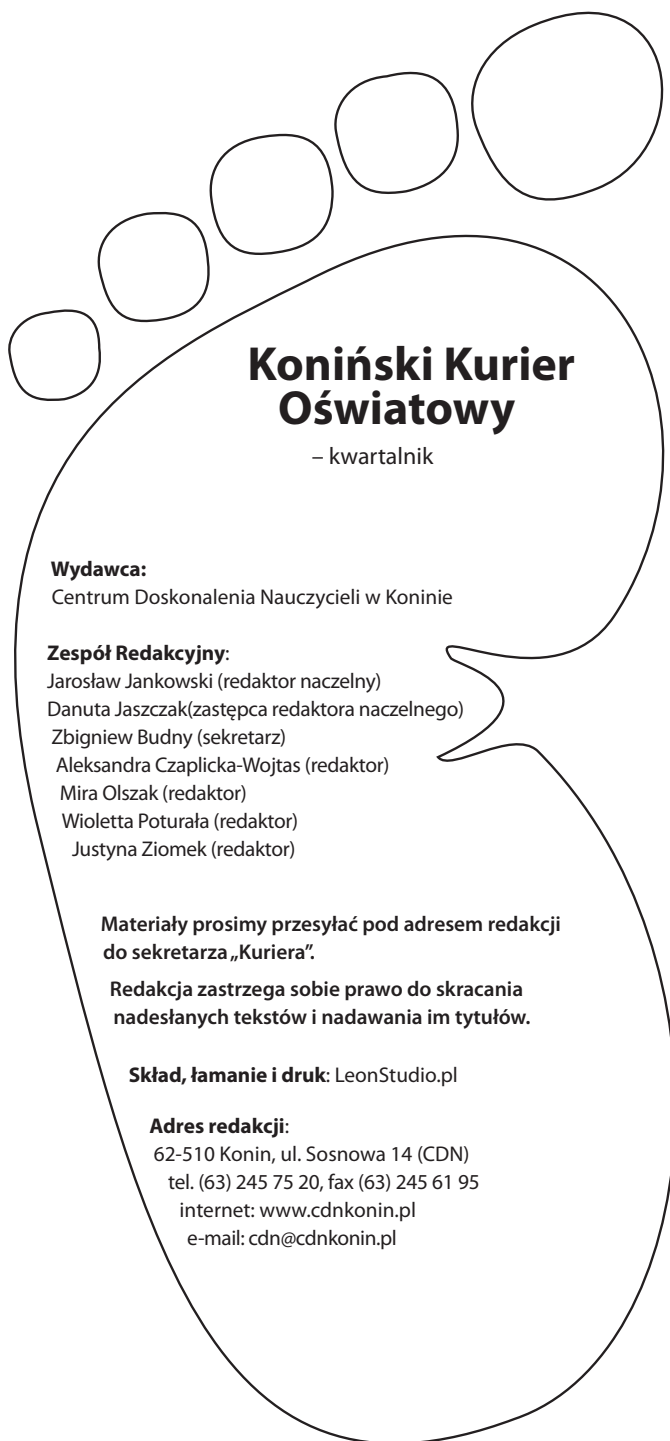 Koniński Kurier
Oświatowy
– kwartalnik
Wydawca:
Centrum Doskonalenia Nauczycieli w Koninie
Zespół Redakcyjny:
Jarosław Jankowski (redaktor naczelny)
Danuta Jaszczak(zastępca redaktora naczelnego)
Zbigniew Budny (sekretarz)
Aleksandra Czaplicka-Wojtas (redaktor)
Mira Olszak (redaktor)
Wioletta Poturała (redaktor)
Justyna Ziomek (redaktor)
Materiały prosimy przesyłać pod adresem redakcji
do sekretarza „Kuriera”.
Redakcja zastrzega sobie prawo do skracania
nadesłanych tekstów i nadawania im tytułów.
Skład, łamanie i druk: LeonStudio.pl
Adres redakcji:
62-510 Konin, ul. Sosnowa 14 (CDN)
tel. (63) 245 75 20, fax (63) 245 61 95
internet: www.cdnkonin.pl
e-mail: cdn@cdnkonin.pl